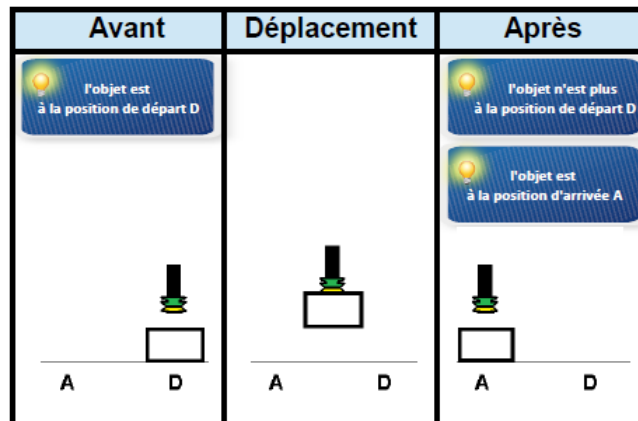 Avant
Déplacement
Après
l'objet est
à la position de départ D
l'objet n'est plus
à la position de départ D
l'objet est
à la position d'arrivée A
A D
A D
A D